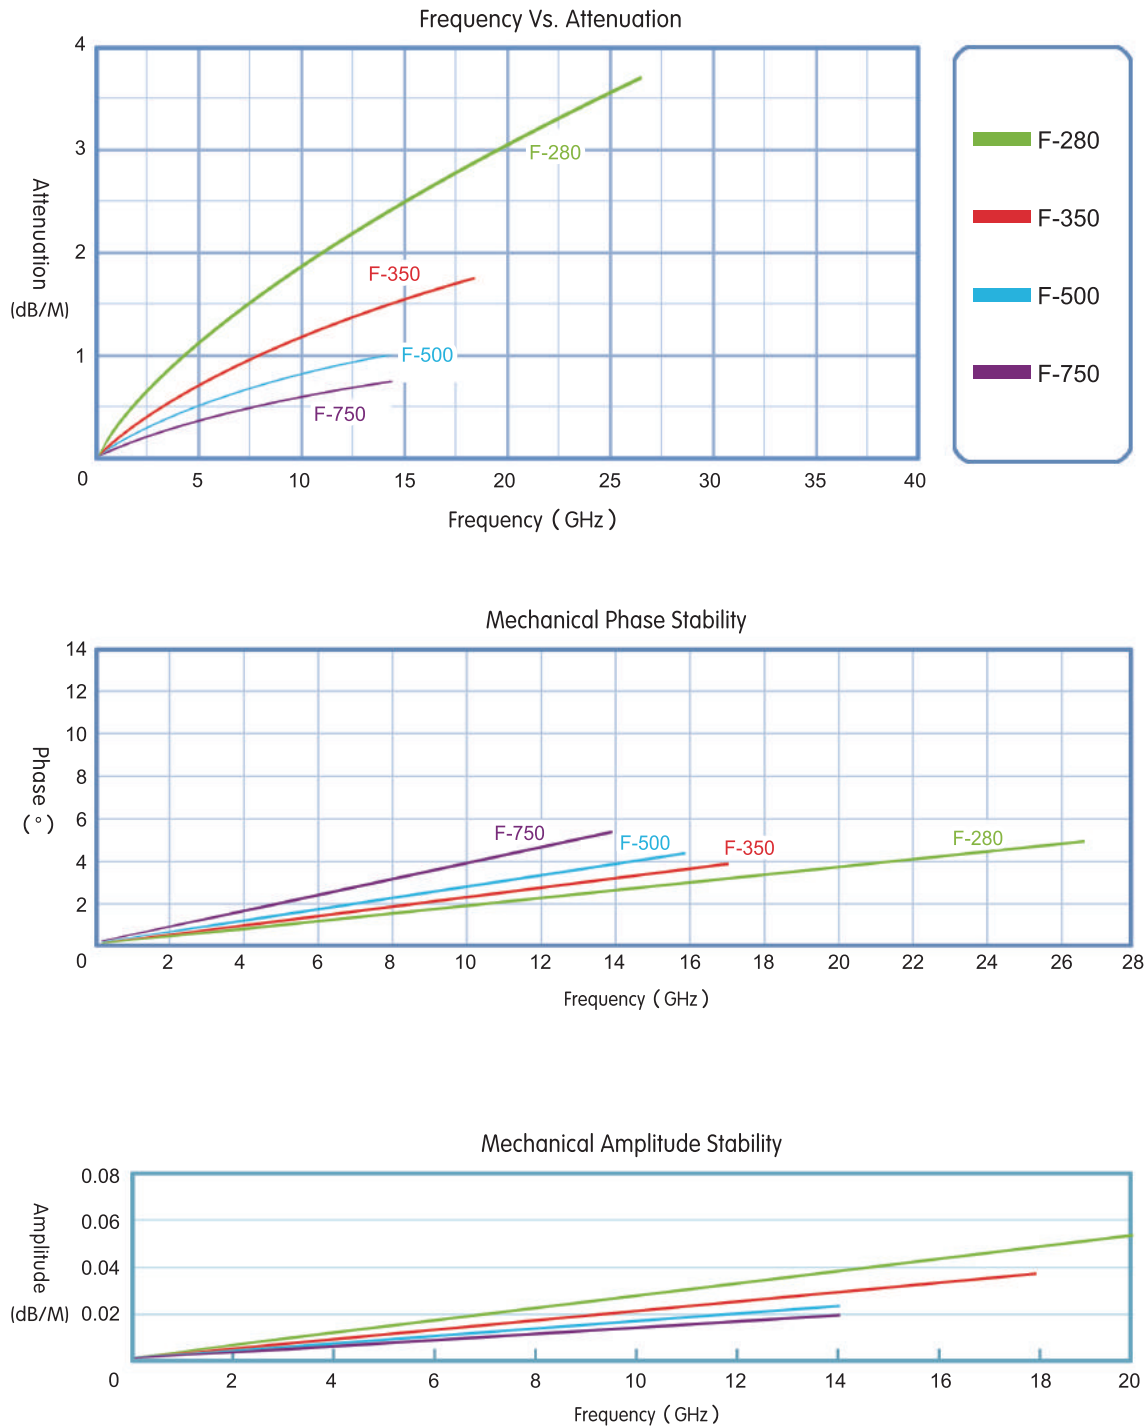 Frequency Vs. Attenuation
4
3
2
1
0
Attenuation
(dB/M)
F-280
F-350
F-500
F-750
5 10 15 20 25 30 35 40
Frequency ( GHz )
F-280
F-350
F-500
F-750
Mechanical Phase Stability
14
12
10
8
6
4
2
0
Phase
( ° )
F-750
F-500
F-350
F-280
2 4 6 8 10 12 14 16 18 20 22 24 26 28
Frequency ( GHz )
Mechanical Amplitude Stability
0.08
0.06
0.04
0.02
0
Amplitude
(dB/M)
2 4 6 8 10 12 14 16 18 20
Frequency ( GHz )